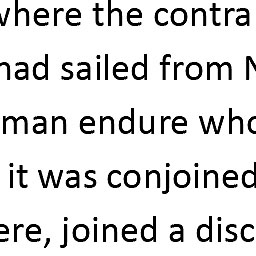 where the contra
had sailed from N
man endure who
it was conjoined
ere, joined a disc